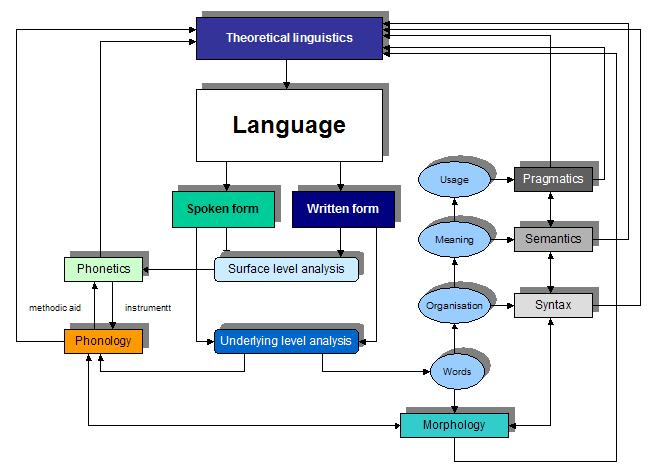 Theoretical linguistics
Language
Usage
Pragmatics
Spoken form
Written form
Meaning
Semantics
Phonetics
Surface level analysis
methodic aid
instrumentt
Organisation
Syntax
Phonology
Underlying level analysis
Words
Morphology